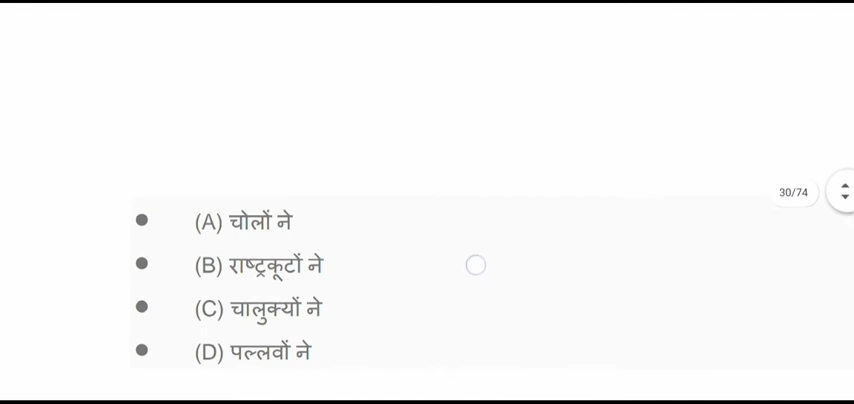 30/74
(A) चोलों ने
(B) राष्ट्रकूटों ने
(C) चालुक्यों ने
(D) पल्लवों ने